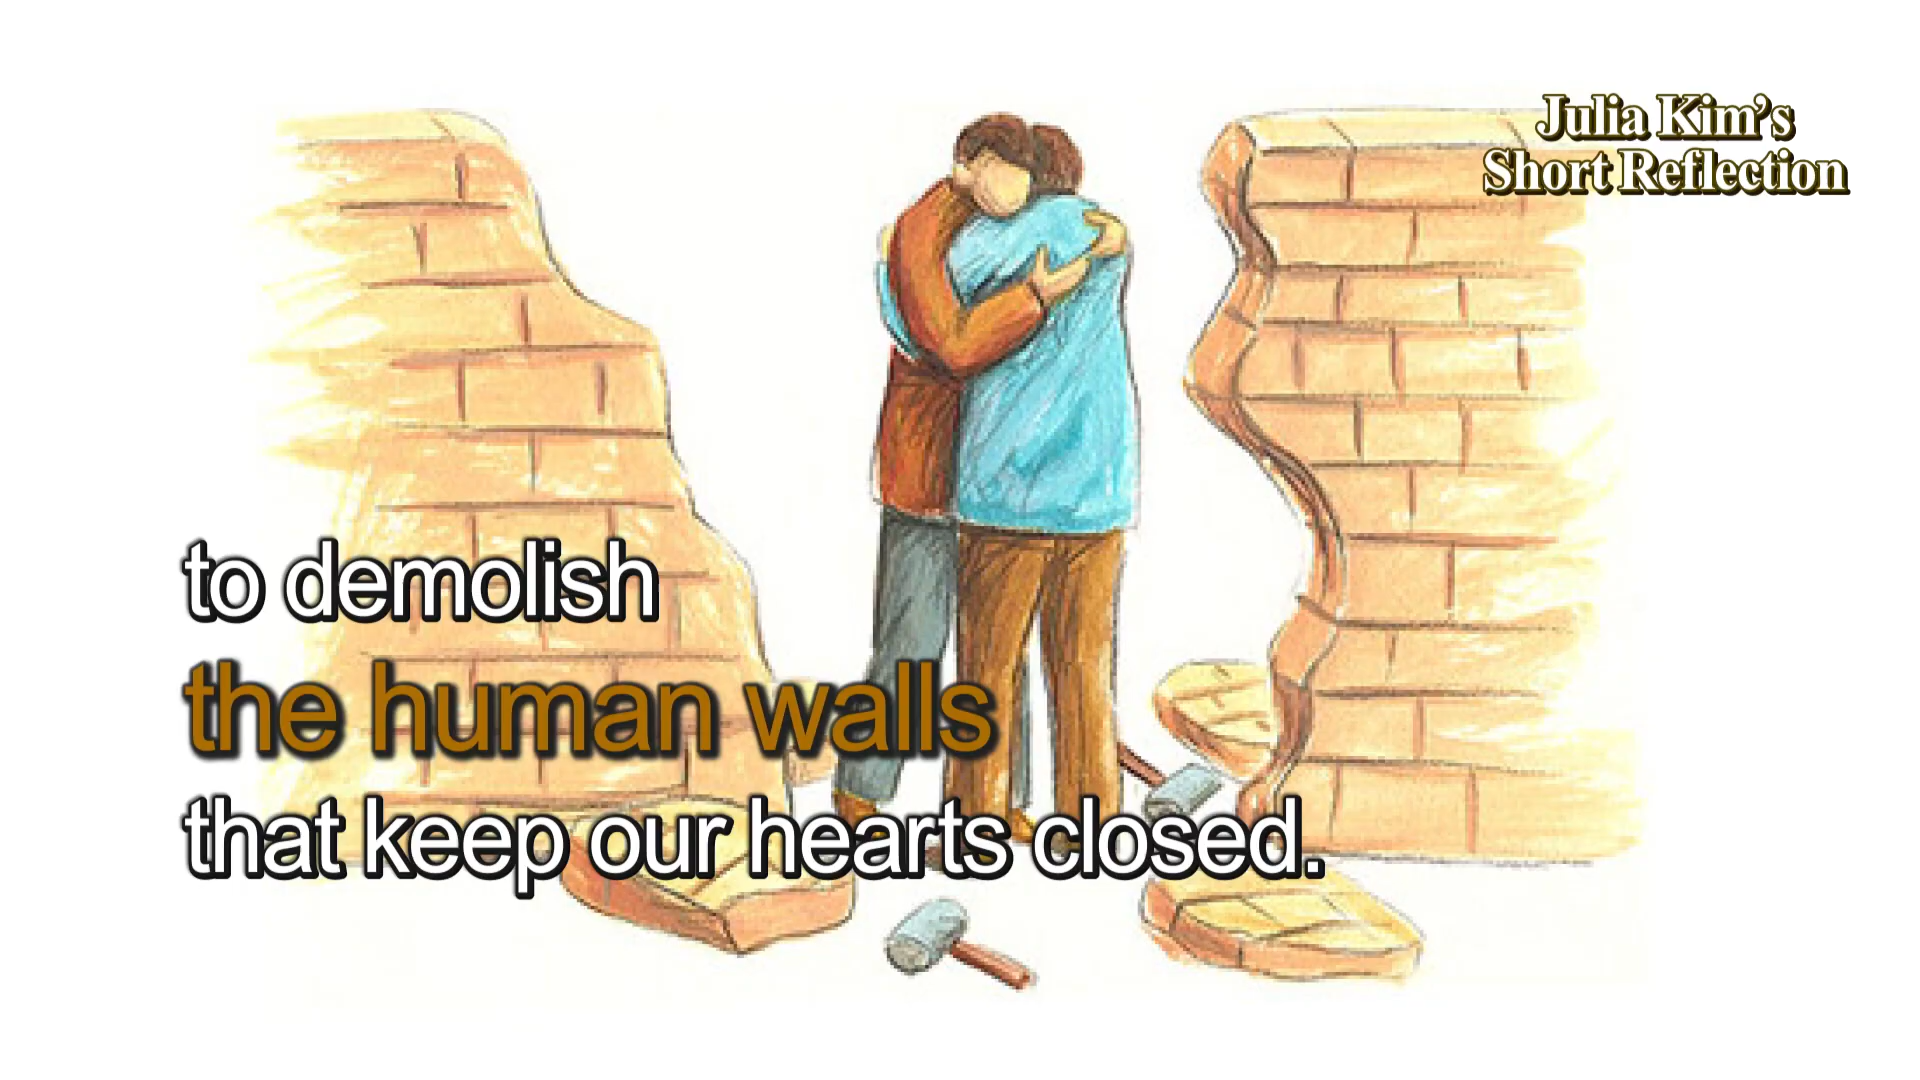 Julia Kim's
Short Reflection
to demolish
the human walls
that keep our hearts closed.